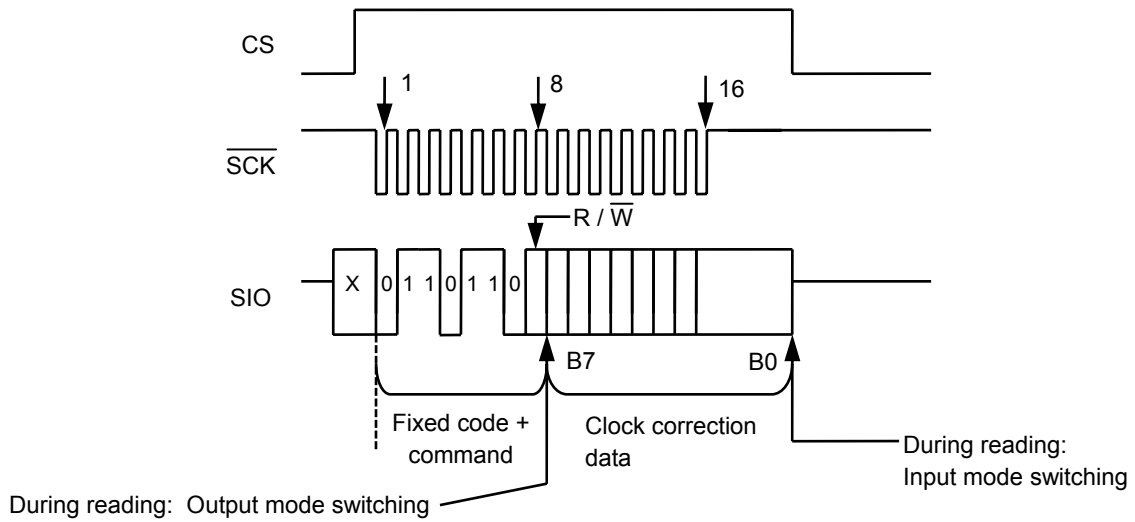 CS
1
8
16
SCK
R / W
X
0
1
1
0
1
1
0
SIO
B7
B0
Fixed code +
command
Clock correction
data
During reading:
Input mode switching
During reading: Output mode switching